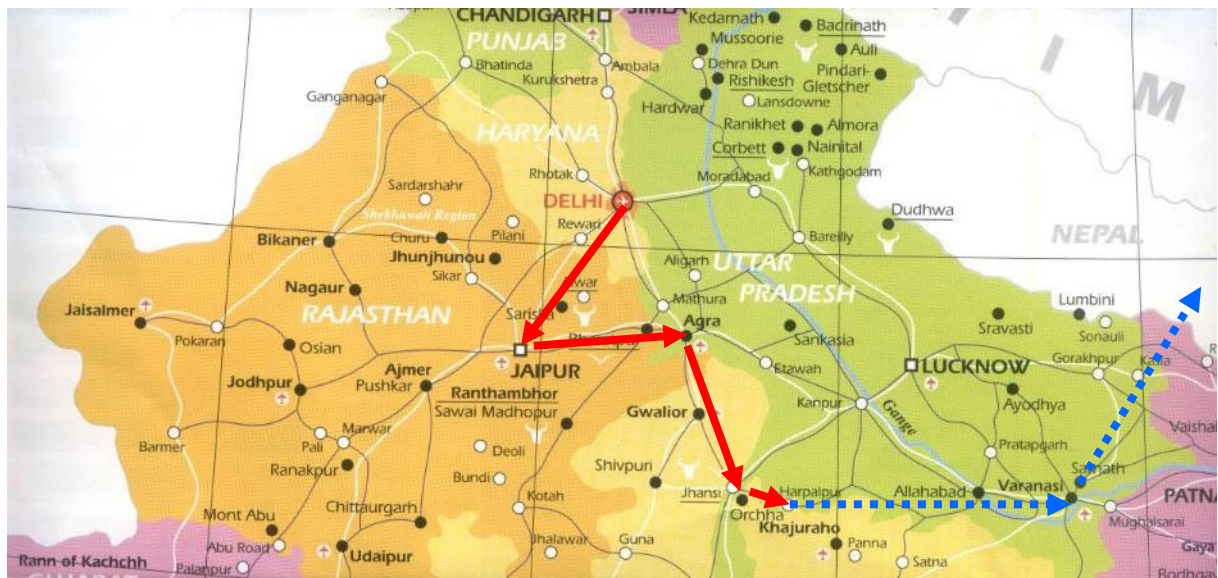 CHANDIGARH
SIMLA
Kedarnath
Badrinath
PUNJAB
Mussoorie
Auli
Bhatinda
Ambala
Dehra Dun
Pindari-
Gletscher
Kurukshetra
Rishikesh
Ganganagar
Hardwar
Lansdowne
I
M
HARYANA
Ranikhet
Almora
Corbett
Nainital
Rhotak
Moradabad
Kathgodam
Sardarshahr
DELHI
Shekhawati Region
Dudhwa
Pilani
Rewari
NEPAL
Bikaner
Churu
Bareilly
Jhunjhunou
Aligarh
UTTAR
Sikar
PRADESH
Nagaur
Mathura
Lumbini
Jaisalmer
RAJASTHAN
Agra
Sravasti
Sonauli
Pokaran
Osian
Sankasia
Gorakhpur
JAIPUR
Etawah
LUCKNOW
Jodhpur
Ajmer
Pushkar
Ranthambhor
Sawai Madhopur
Kanpur
Gange
Ayodhya
Gwalior
Barmer
Pali
Marwar
Deoli
Pratapgarh
Ranakpur
Bundi
Shivpuri
Sarnath
Jhansi
Harpalpur
Allahabad
Varanasi
PATNA
Chittaurgarh
Kotah
Orchha
Mughalsarai
Mont Abu
Khajuraho
Abu Road
Udaipur
Jhalawar
Guna
Panna
Satna
Gaya
Rann of Kachchh
Palanpur